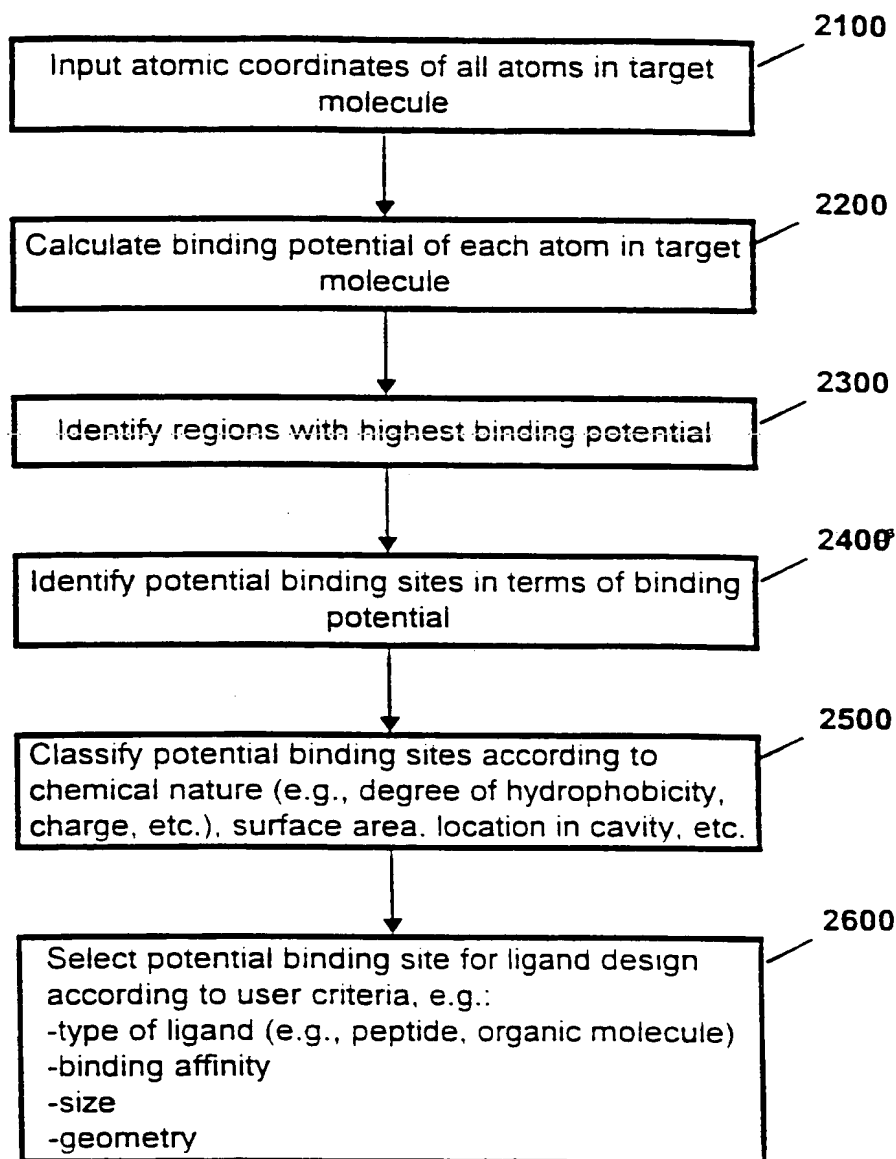 2100
Input atomic coordinates of all atoms in target
molecule
2200
Calculate binding potential of each atom in target
molecule
2300
Identify regions with highest binding potential
2400
Identify potential binding sites in terms of binding
potential
2500
Classify potential binding sites according to
chemical nature (e.g., degree of hydrophobicity,
charge, etc.), surface area. location in cavity, etc.
2600
Select potential binding site for ligand design
according to user criteria, e.g.:
-type of ligand (e.g., peptide, organic molecule)
-binding affinity
-size
-geometry